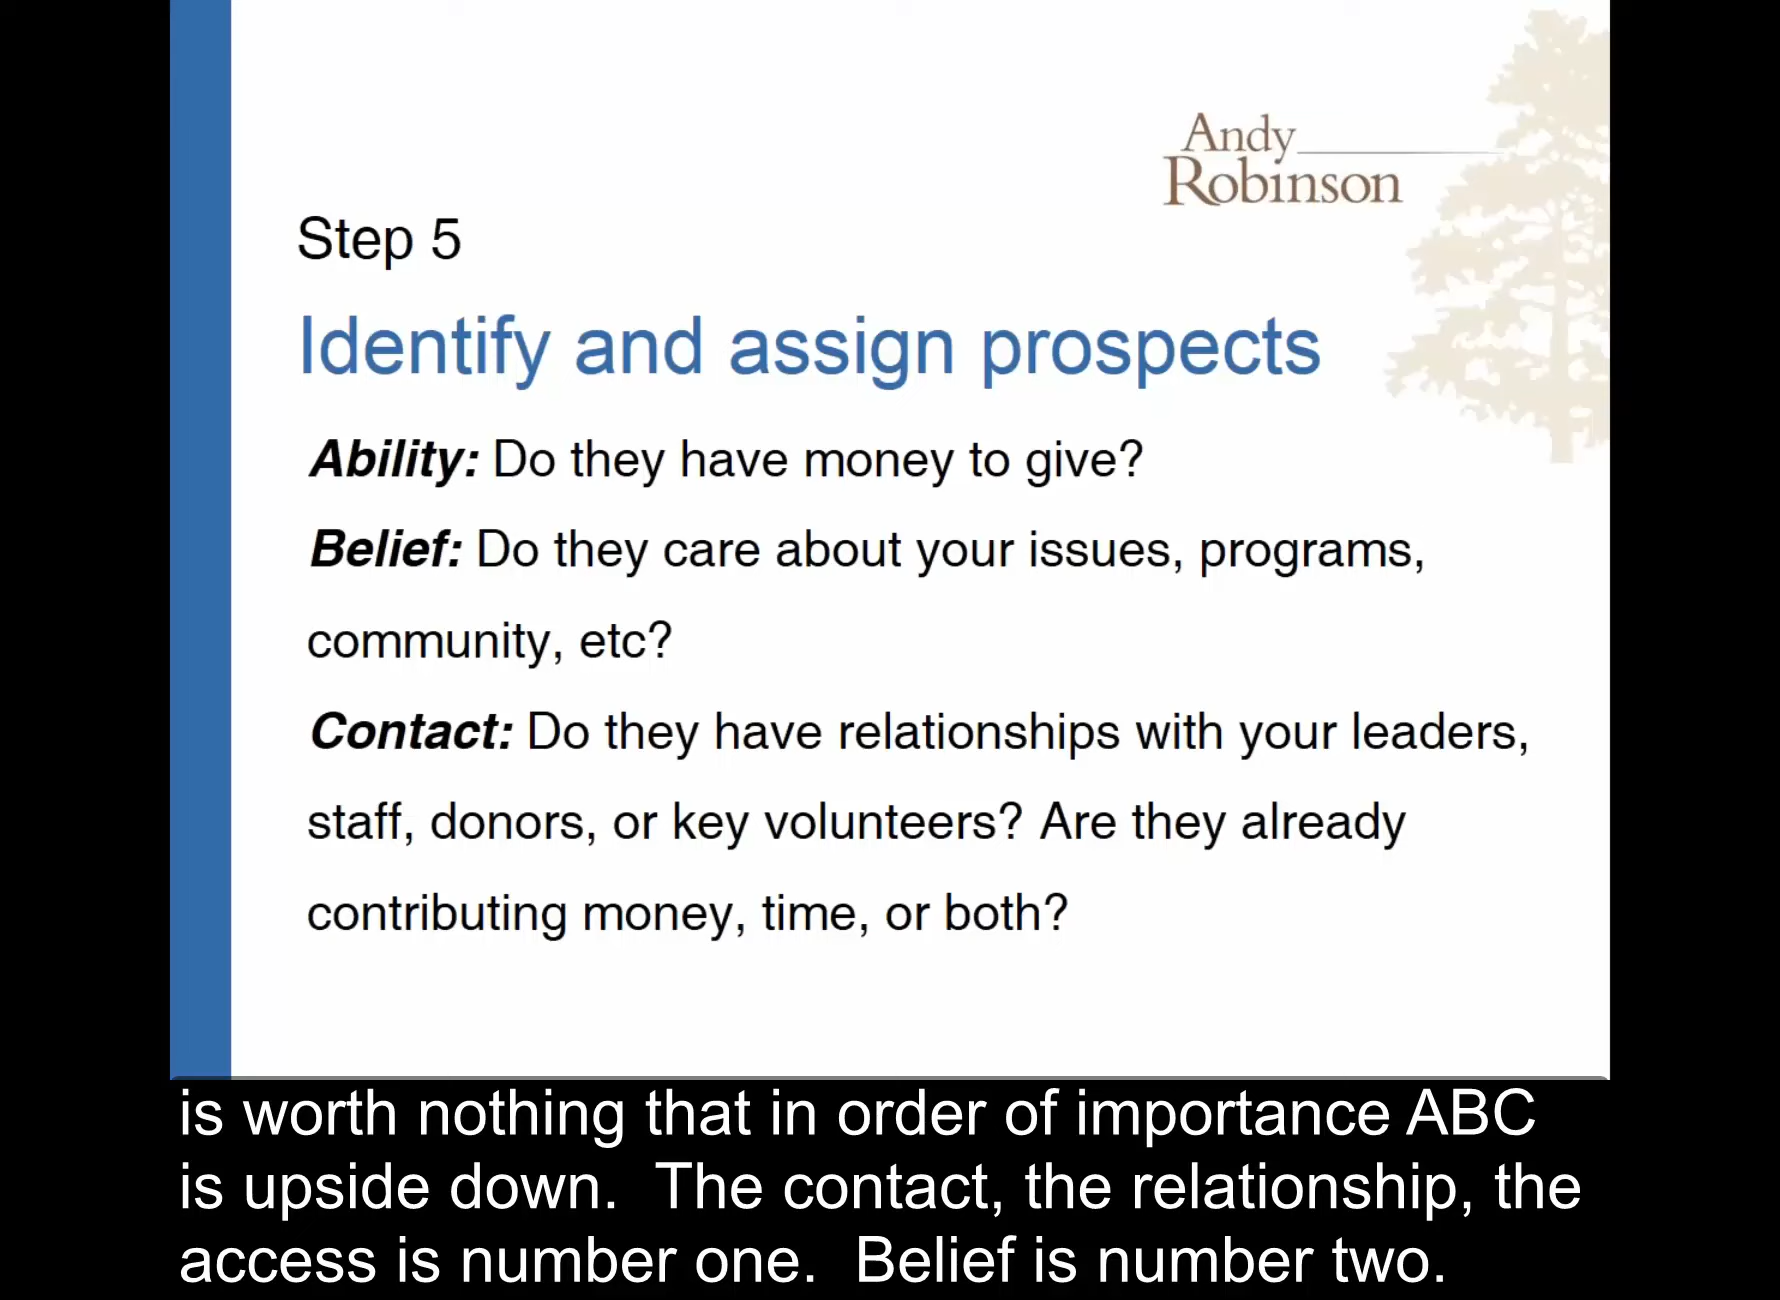 Andy
Robinson
Step 5
Identify and assign prospects
Ability: Do they have money to give?
Belief: Do they care about your issues, programs,
community, etc?
Contact: Do they have relationships with your leaders,
staff, donors, or key volunteers? Are they already
contributing money, time, or both?
is worth nothing that in order of importance ABC
is upside down.  The contact, the relationship, the
access is number one.  Belief is number two.